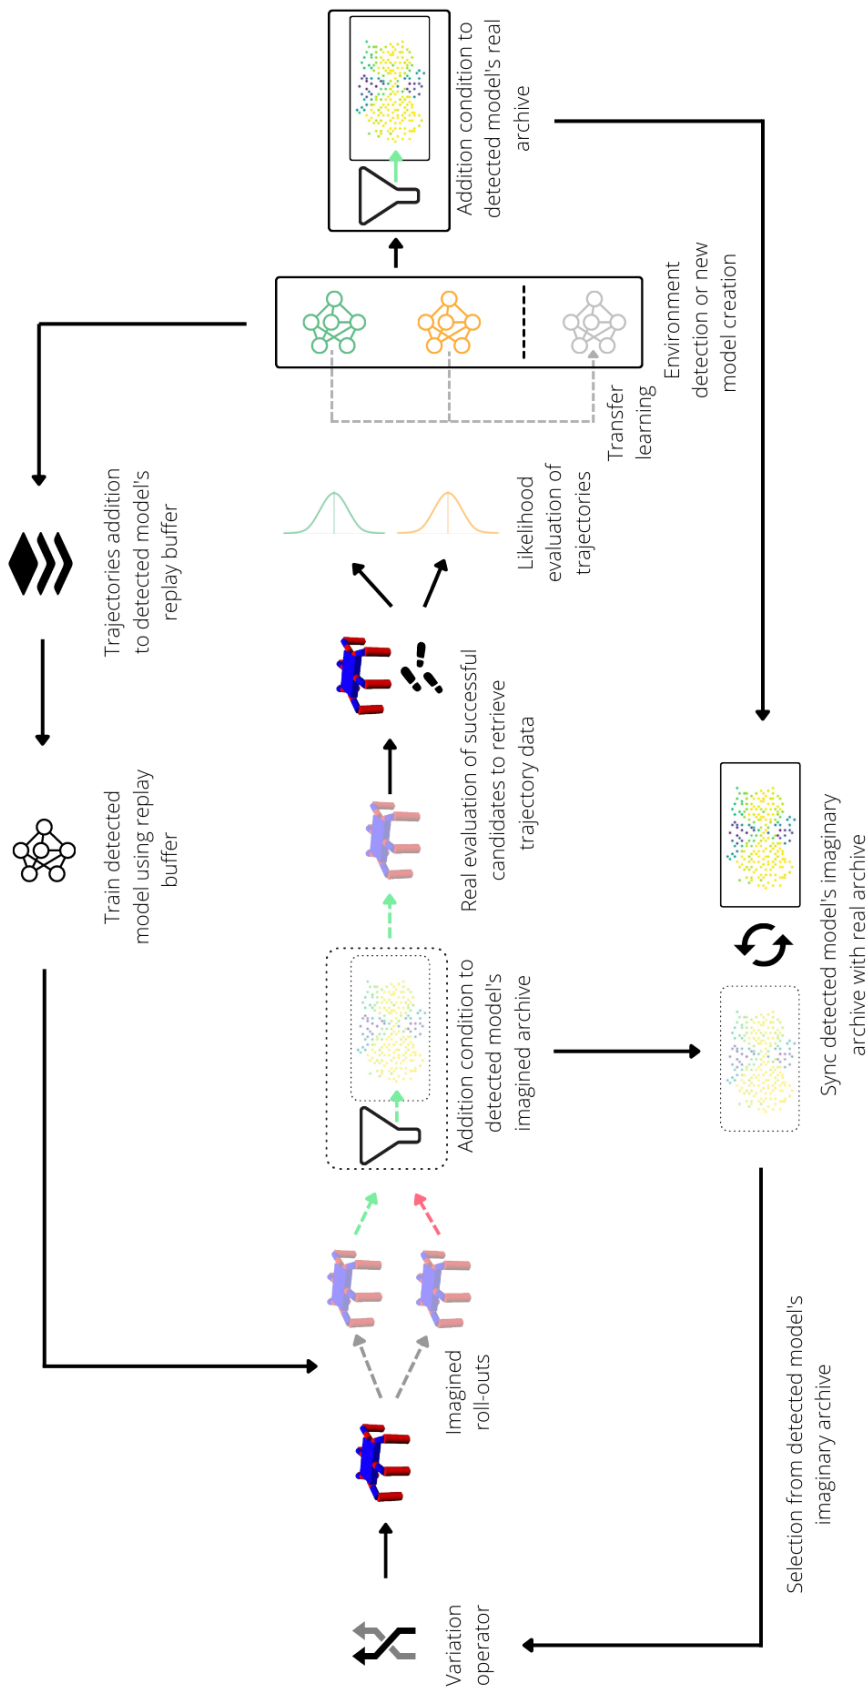 Trajectories addition
to detected model's
replay buffer
Train detected
model using replay
buffer
Variation
operator
Imagined
roll-outs
Addition condition to
detected model's
imagined archive
Real evaluation of successful
candidates to retrieve
trajectory data
Likelihood
evaluation of
trajectories
Transfer
learning
Environment
detection or new
model creation
Addition condition to
detected model's real
archive
Selection from detected model's
imaginary archive
Sync detected model's imaginary
archive with real archive